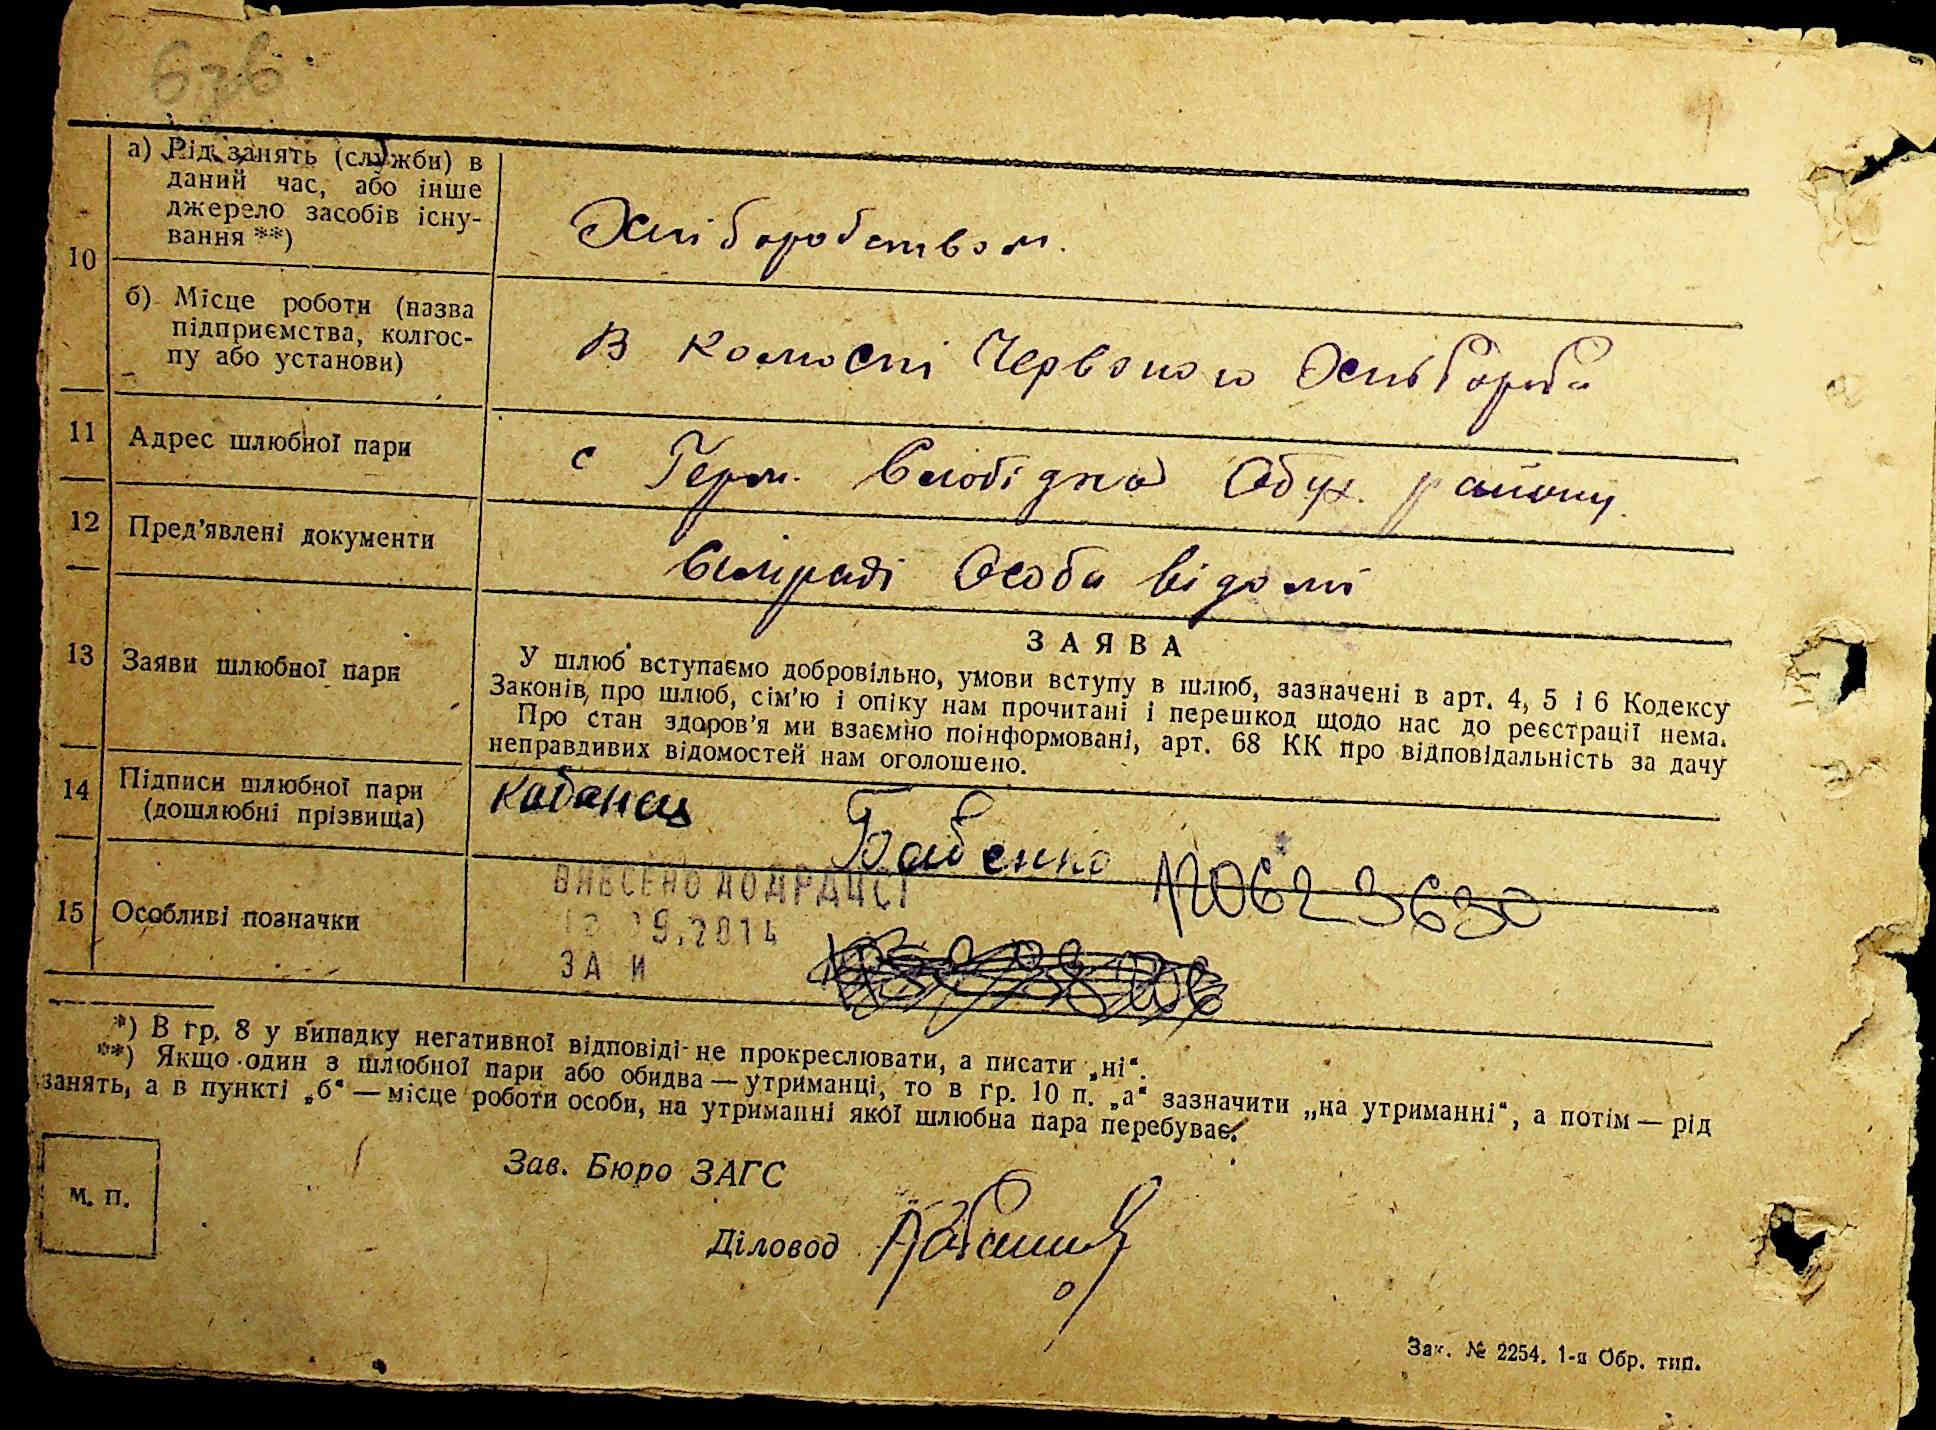 а) Рід занять (служби) в
даний час, або інше
джерело засобів існу-
вання **)
Хліборобством.
10
б) Місце роботи (назва
підприємства, колгос-
пу або установи)
В колгоспі Червоного Хлібороба
11 Адрес шлюбної пари
с Герм. Слобідка Обух. району.
12 Пред'явлені документи
Сільраді Особи відомі
13 Заяви шлюбної пари
ЗАЯВА
У шлюб вступаємо добровільно, умови вступу в шлюб, зазначені в арт. 4, 5 і 6 Кодексу
Законів про шлюб, сім'ю і опіку нам прочитані і перешкод щодо нас до реєстрації нема.
Про стан здоров'я ми взаємно поінформовані, арт. 68 КК про відповідальність за дачу
неправдивих відомостей нам оголошено.
14 Підписи шлюбної пари
(дошлюбні прізвища)
Кабанець Бабенко
15 Особливі позначки
ВНЕСЕНО ДО ДРАЦСІ
9.2014
ЗА И
№0623630
*) В гр. 8 у випадку негативної відповіді не прокреслювати, а писати „ні“.
**) Якщо один з шлюбної пари або обидва — утриманці, то в гр. 10 п. „а“ зазначити „на утриманні“, а потім — рід
занять, а в пункті „б“ — місце роботи особи, на утриманні якої шлюбна пара перебуває.
М. П.
Зав. Бюро ЗАГС
Діловод
Зак. № 2254. 1-а Обр. тип.